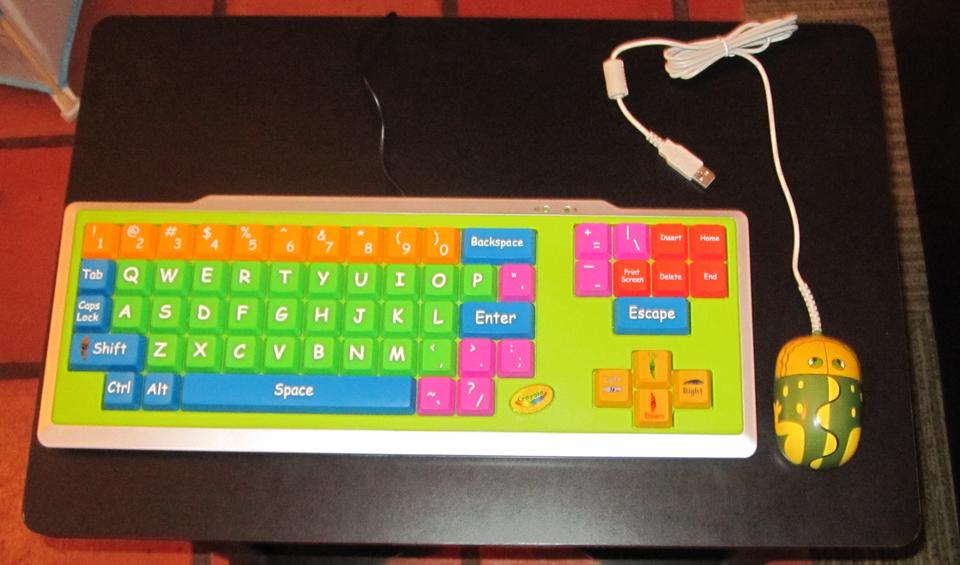 ! 1 @ 2 # 3 $ 4 % 5 ^ 6 & 7 * 8 ( 9 ) 0 Backspace + = | \ Insert Home
Tab Q W E R T Y U I O P " ' _ - Print Screen Delete End
Caps Lock A S D F G H J K L Enter Escape
Shift Z X C V B N M < , > . : ;
Ctrl Alt Space ~ ` ? / Crayola Right
Down